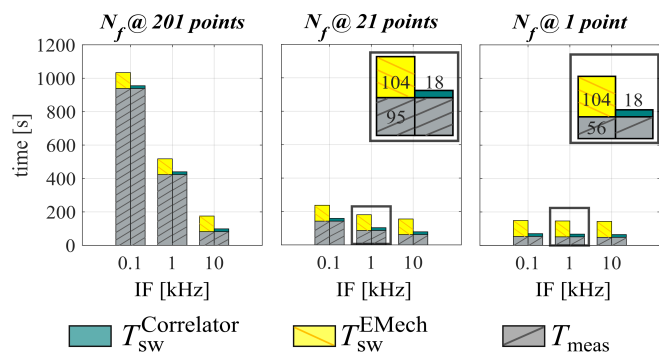 N_f @ 201 points
N_f @ 21 points
N_f @ 1 point
time [s]
1200
1000
800
600
400
200
0
104
18
95
104
18
56
0.1 1 10
0.1 1 10
0.1 1 10
IF [kHz]
IF [kHz]
IF [kHz]
T_sw^Correlator
T_sw^EMech
T_meas